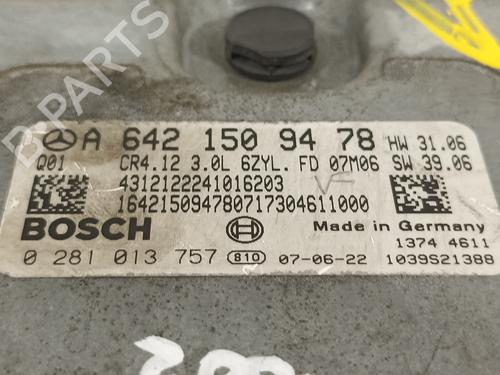 A 642 150 94 78 HW 31.06
Q01 CR4.12 3.0L 6ZYL. FD 07M06 SW 39.06
4312122241016203
164215094780717304611000
BOSCH Made in Germany
1374 4611
0 281 013 757 810 07-06-22 1039S21388
B PARTS